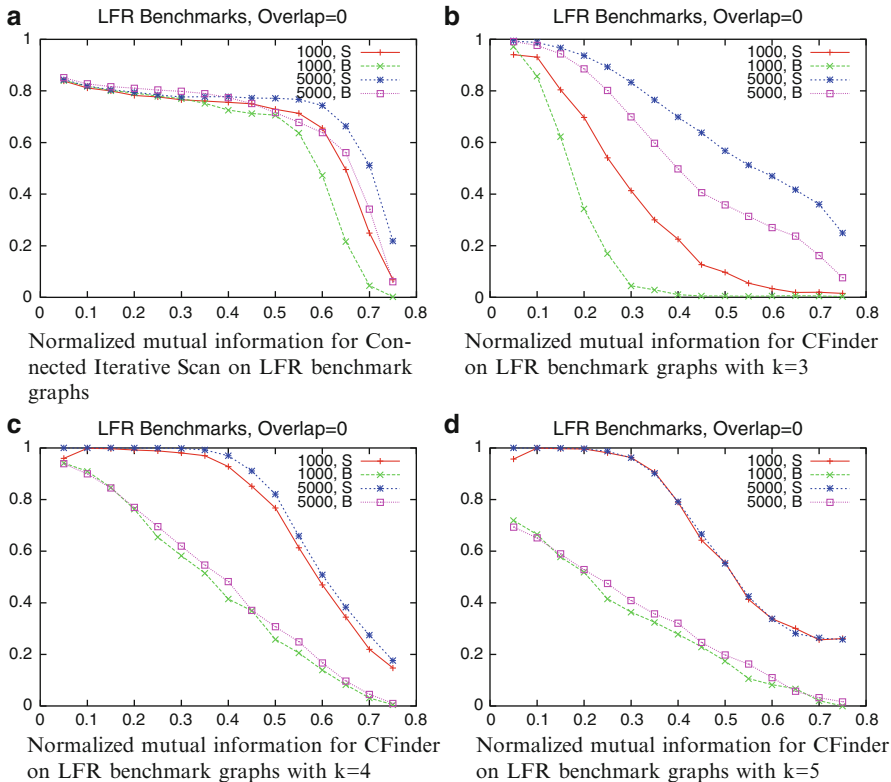 a
LFR Benchmarks, Overlap=0
1
0.8
0.6
0.4
0.2
0
1000, S
1000, B
5000, S
5000, B
0 0.1 0.2 0.3 0.4 0.5 0.6 0.7 0.8
Normalized mutual information for Con-
nected Iterative Scan on LFR benchmark
graphs
b
LFR Benchmarks, Overlap=0
1
0.8
0.6
0.4
0.2
0
1000, S
1000, B
5000, S
5000, B
0 0.1 0.2 0.3 0.4 0.5 0.6 0.7 0.8
Normalized mutual information for CFinder
on LFR benchmark graphs with k=3
c
LFR Benchmarks, Overlap=0
1
0.8
0.6
0.4
0.2
0
1000, S
1000, B
5000, S
5000, B
0 0.1 0.2 0.3 0.4 0.5 0.6 0.7 0.8
Normalized mutual information for CFinder
on LFR benchmark graphs with k=4
d
LFR Benchmarks, Overlap=0
1
0.8
0.6
0.4
0.2
0
1000, S
1000, B
5000, S
5000, B
0 0.1 0.2 0.3 0.4 0.5 0.6 0.7 0.8
Normalized mutual information for CFinder
on LFR benchmark graphs with k=5